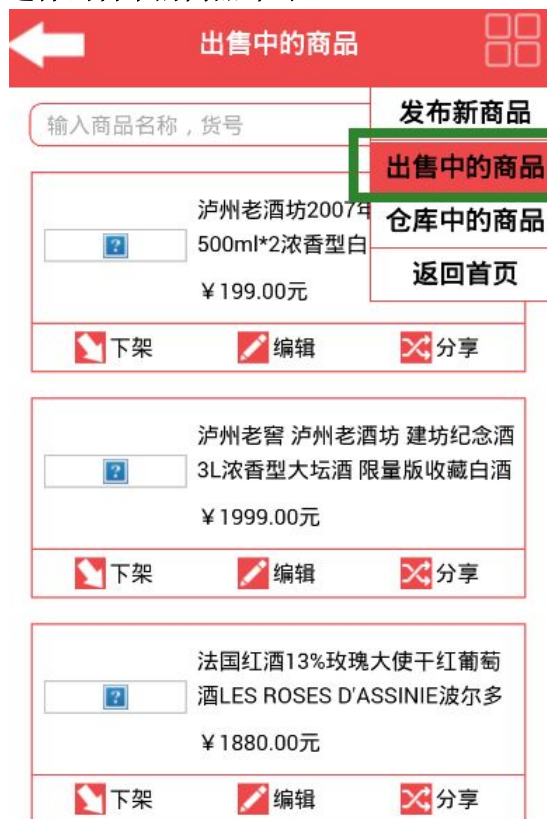 出售中的商品
输入商品名称，货号
发布新商品
出售中的商品
仓库中的商品
返回首页
泸州老酒坊2007年
500ml*2浓香型白
￥199.00元
下架 编辑 分享
泸州老窖 泸州老酒坊 建坊纪念酒
3L浓香型大坛酒 限量版收藏白酒
￥1999.00元
下架 编辑 分享
法国红酒13%玫瑰大使干红葡萄
酒LES ROSES D'ASSINIE波尔多
￥1880.00元
下架 编辑 分享